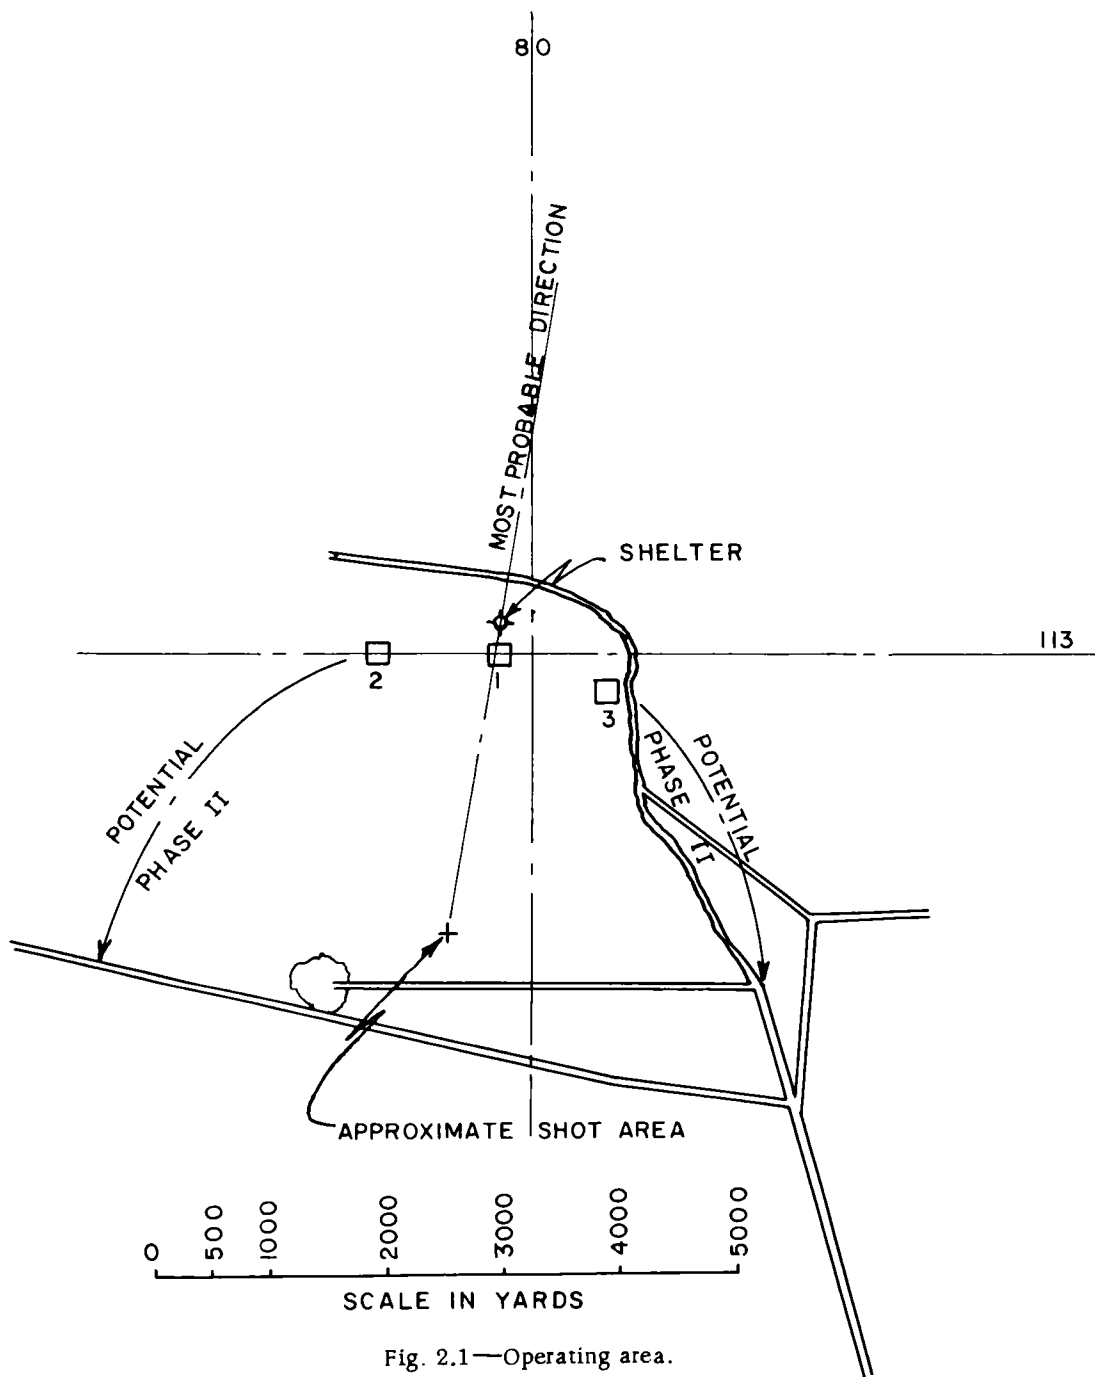 80
MOST PROBABLE DIRECTION
SHELTER
113
2
1
3
POTENTIAL
PHASE II
POTENTIAL
PHASE II
APPROXIMATE SHOT AREA
0
500
1000
2000
3000
4000
5000
SCALE IN YARDS
Fig. 2.1—Operating area.